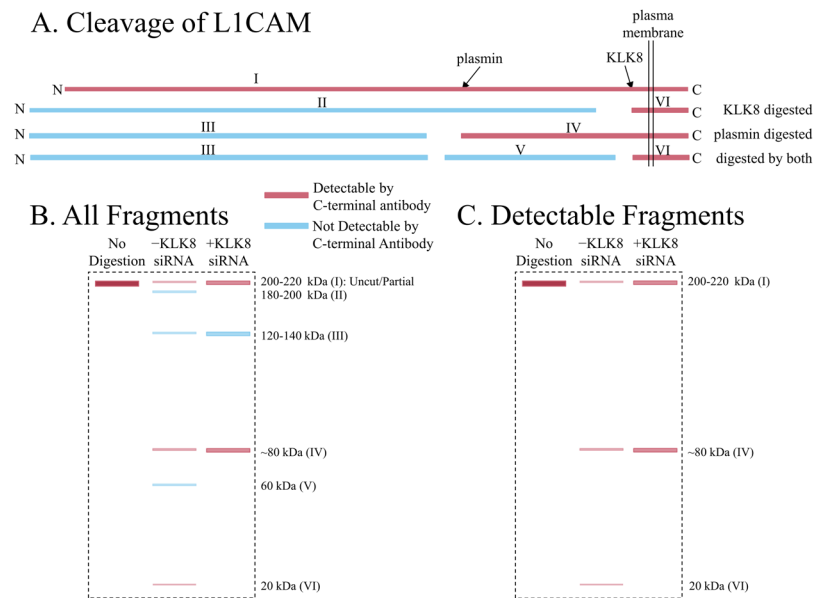 A. Cleavage of L1CAM
plasma
membrane
plasmin
KLK8
N
I
C
N
II
VI
C
KLK8 digested
N
III
IV
C
plasmin digested
N
III
V
VI
C
digested by both
Detectable by
C-terminal antibody
Not Detectable by
C-terminal Antibody
B. All Fragments
No
Digestion
−KLK8
siRNA
+KLK8
siRNA
200-220 kDa (I): Uncut/Partial
180-200 kDa (II)
120-140 kDa (III)
~80 kDa (IV)
60 kDa (V)
20 kDa (VI)
C. Detectable Fragments
No
Digestion
−KLK8
siRNA
+KLK8
siRNA
200-220 kDa (I)
~80 kDa (IV)
20 kDa (VI)